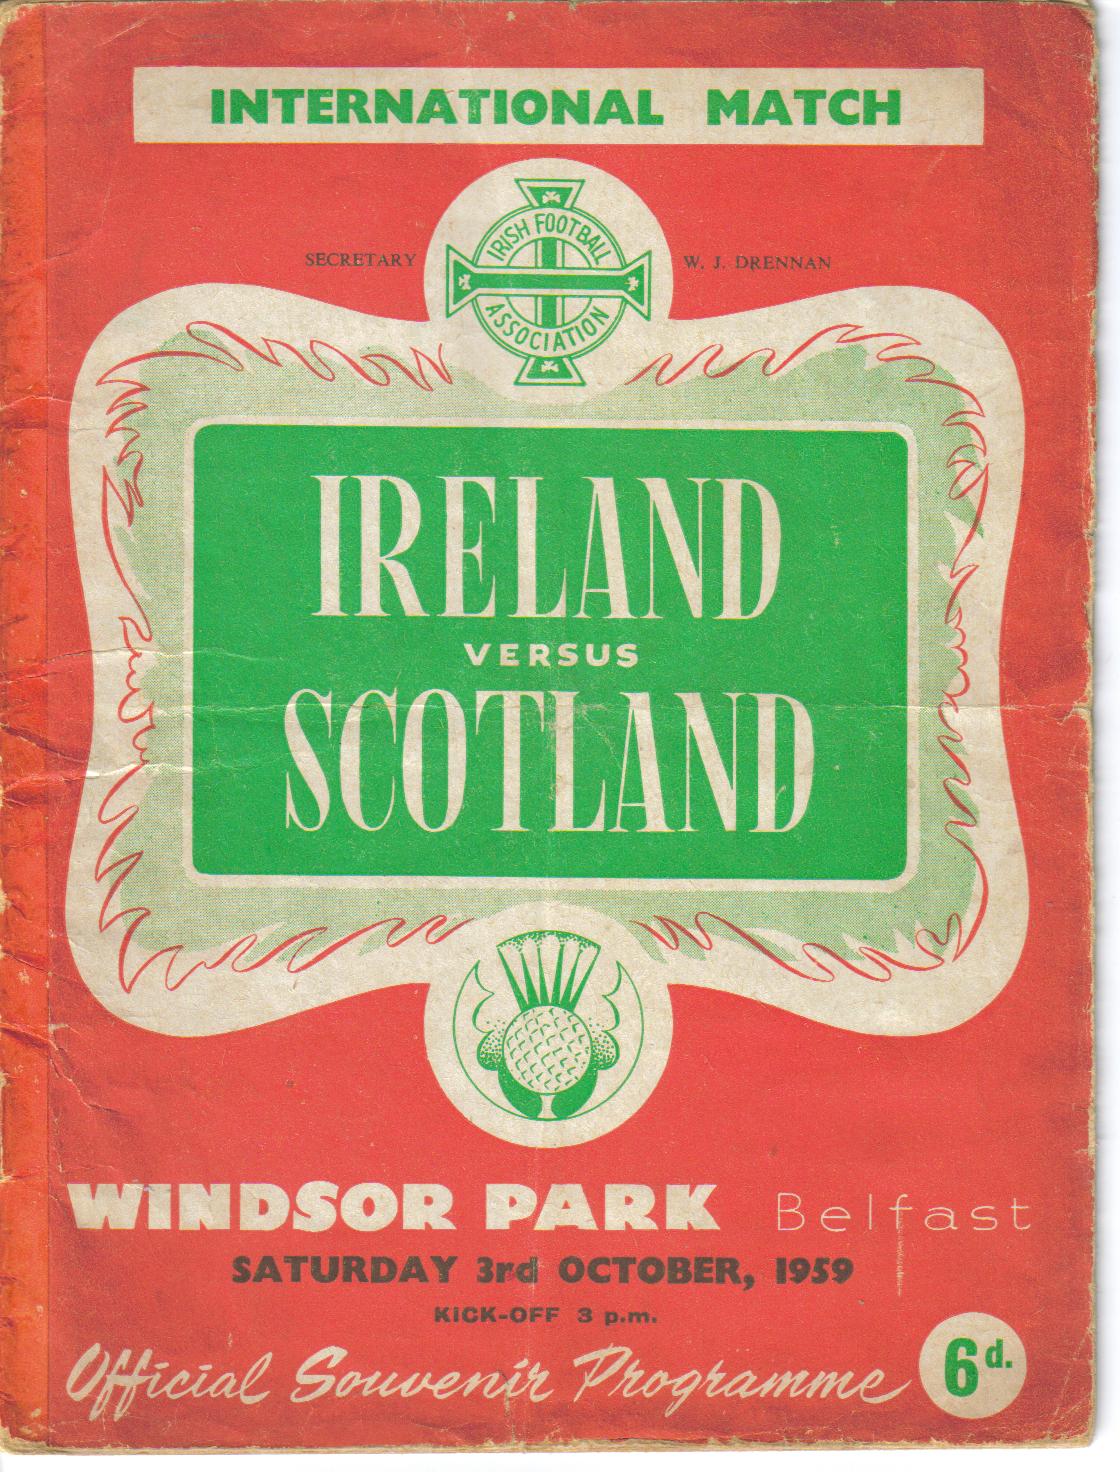 INTERNATIONAL MATCH
IRISH FOOTBALL
ASSOCIATION
SECRETARY W. J. DRENNAN
IRELAND
VERSUS
SCOTLAND
WINDSOR PARK Belfast
SATURDAY 3rd OCTOBER, 1959
KICK-OFF 3 p.m.
Official Souvenir Programme 6d.